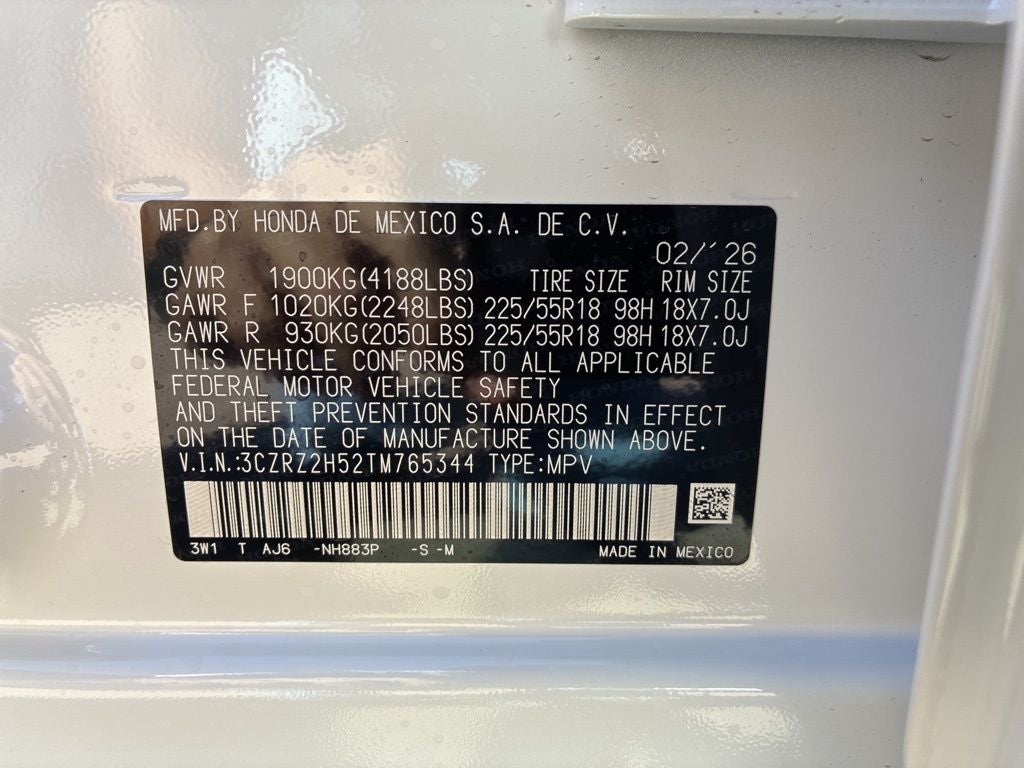 MFD.BY HONDA DE MEXICO S.A. DE C.V.
02/'26
GVWR 1900KG(4188LBS) TIRE SIZE RIM SIZE
GAWR F 1020KG(2248LBS) 225/55R18 98H 18X7.0J
GAWR R 930KG(2050LBS) 225/55R18 98H 18X7.0J
THIS VEHICLE CONFORMS TO ALL APPLICABLE
FEDERAL MOTOR VEHICLE SAFETY
AND THEFT PREVENTION STANDARDS IN EFFECT
ON THE DATE OF MANUFACTURE SHOWN ABOVE.
V.I.N:3CZRZ2H52TM765344 TYPE:MPV
3W1 T AJ6 -NH883P -S -M MADE IN MEXICO